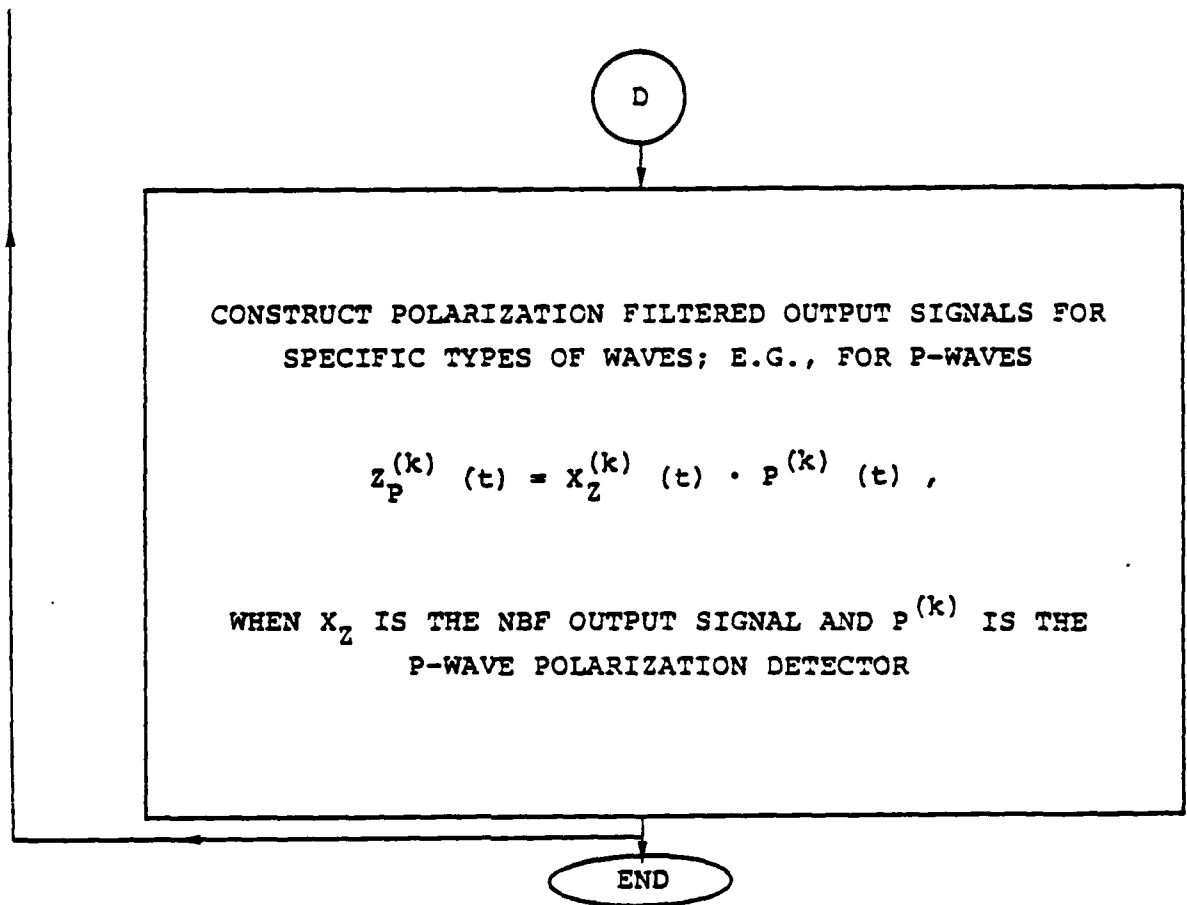 D
CONSTRUCT POLARIZATION FILTERED OUTPUT SIGNALS FOR
SPECIFIC TYPES OF WAVES; E.G., FOR P-WAVES
Z_P^{(k)} (t) = X_Z^{(k)} (t) · P^{(k)} (t) ,
WHEN X_Z IS THE NBF OUTPUT SIGNAL AND P^{(k)} IS THE
P-WAVE POLARIZATION DETECTOR
END